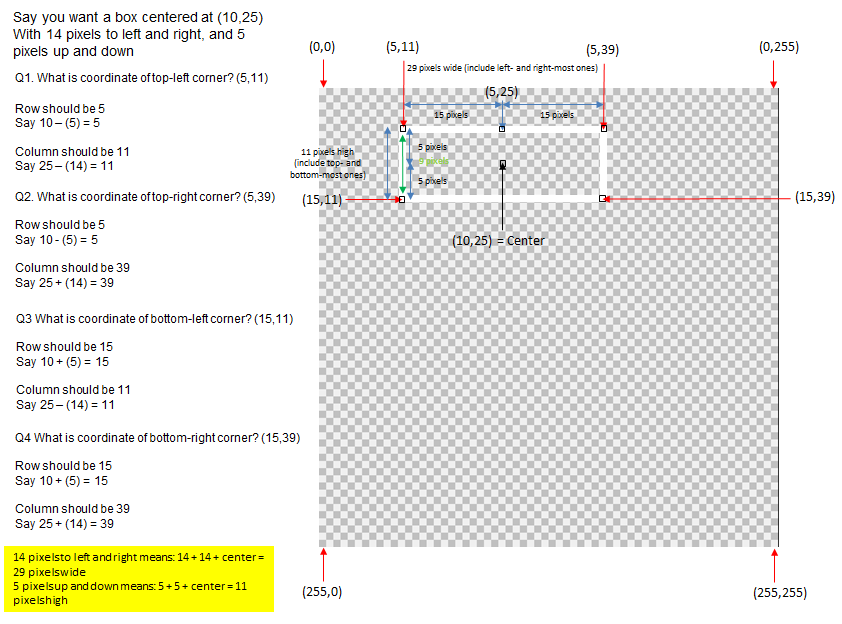 Say you want a box centered at (10,25)
With 14 pixels to left and right, and 5
pixels up and down
Q1. What is coordinate of top-left corner? (5,11)
Row should be 5
Say 10 – (5) = 5
Column should be 11
Say 25 – (14) = 11
Q2. What is coordinate of top-right corner? (5,39)
Row should be 5
Say 10 - (5) = 5
Column should be 39
Say 25 + (14) = 39
Q3 What is coordinate of bottom-left corner? (15,11)
Row should be 15
Say 10 + (5) = 15
Column should be 11
Say 25 – (14) = 11
Q4 What is coordinate of bottom-right corner? (15,39)
Row should be 15
Say 10 + (5) = 15
Column should be 39
Say 25 + (14) = 39
14 pixelsto left and right means: 14 + 14 + center =
29 pixelswide
5 pixelsup and down means: 5 + 5 + center = 11
pixelshigh
(0,0)
(5,11)
(5,39)
(0,255)
29 pixels wide (include left- and right-most ones)
(5,25)
15 pixels
15 pixels
11 pixels high
(include top- and
bottom-most ones)
5 pixels
9 pixels
5 pixels
(15,11)
(15,39)
(10,25) = Center
(255,0)
(255,255)